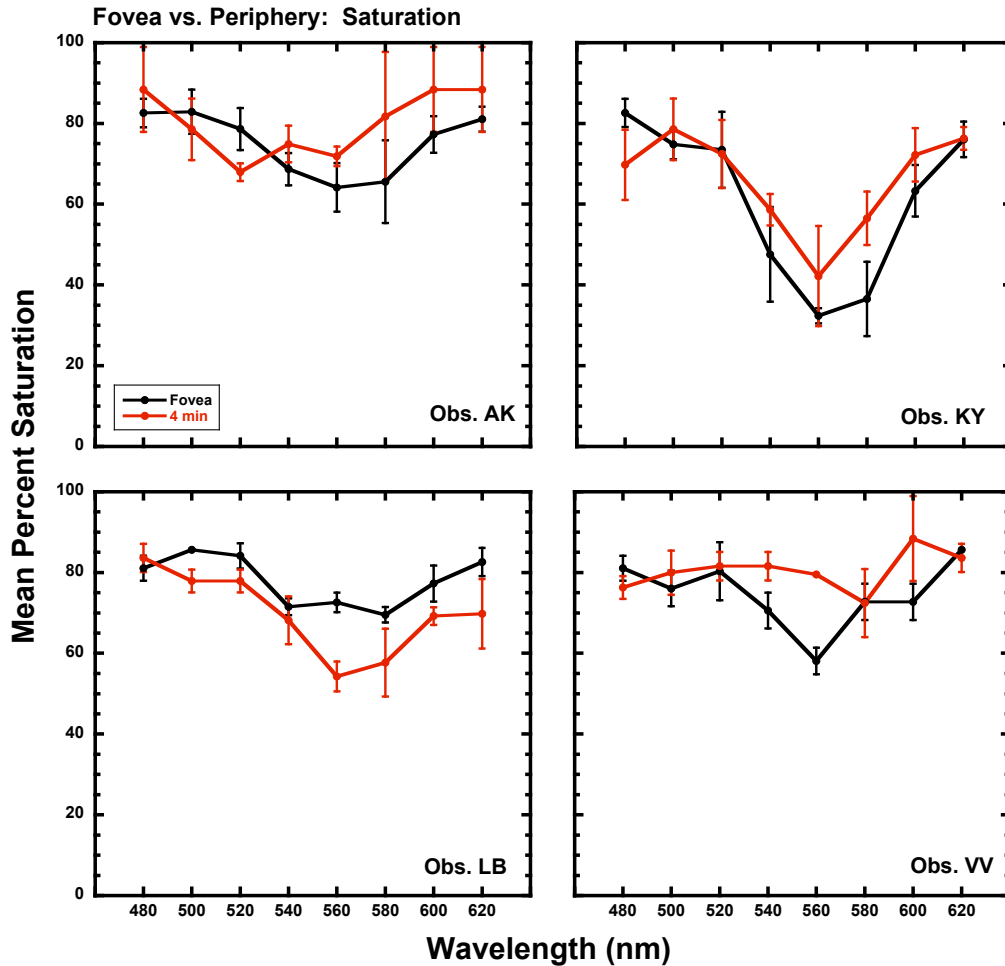 Fovea vs. Periphery: Saturation
100
80
60
40
20
0
Fovea
4 min
Obs. AK
Obs. KY
Mean Percent Saturation
100
80
60
40
20
0
Obs. LB
Obs. VV
480 500 520 540 560 580 600 620
480 500 520 540 560 580 600 620
Wavelength (nm)